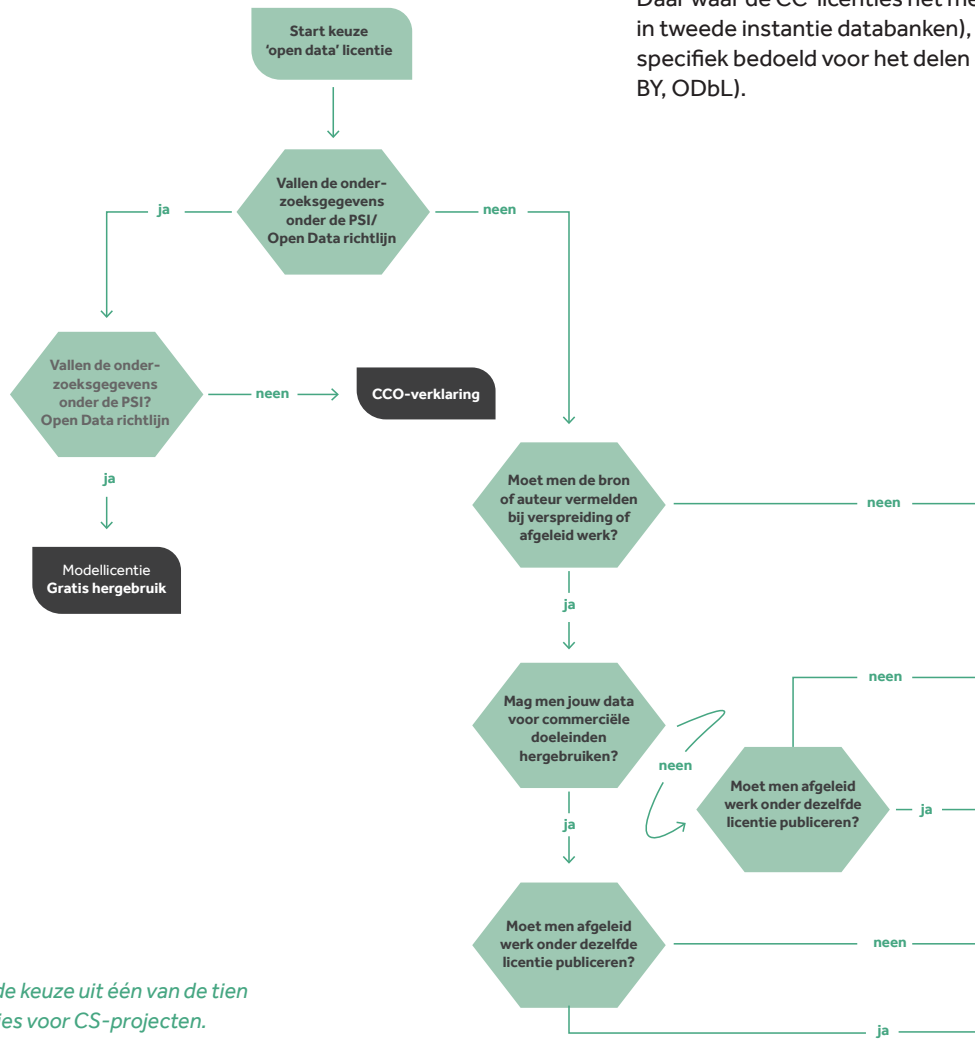 Daar waar de CC-licenties het me
in tweede instantie databanken),
specifiek bedoeld voor het delen
BY, ODbL).
Start keuze
‘open data’ licentie
Vallen de onder-
zoeksgegevens
onder de PSI/
Open Data richtlijn
ja
neen
Vallen de onder-
zoeksgegevens
onder de PSI?
Open Data richtlijn
neen
CCO-verklaring
ja
Modellicentie
Gratis hergebruik
Moet men de bron
of auteur vermelden
bij verspreiding of
afgeleid werk?
neen
ja
Mag men jouw data
voor commerciële
doeleinden
hergebruiken?
neen
neen
Moet men afgeleid
werk onder dezelfde
licentie publiceren?
ja
ja
Moet men afgeleid
werk onder dezelfde
licentie publiceren?
neen
ja
de keuze uit één van de tien
ies voor CS-projecten.